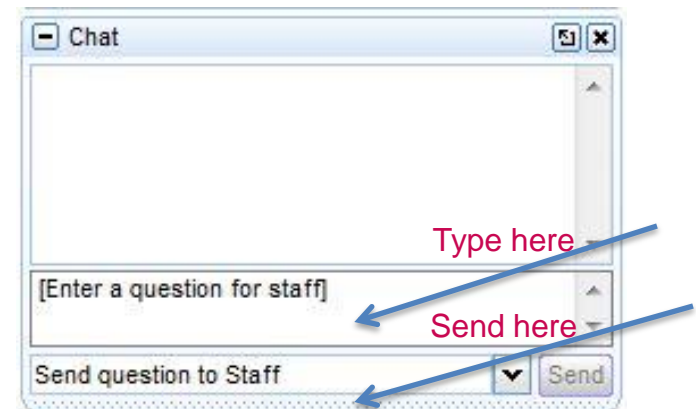 Chat
Type here
[Enter a question for staff]
Send here
Send question to Staff
Send